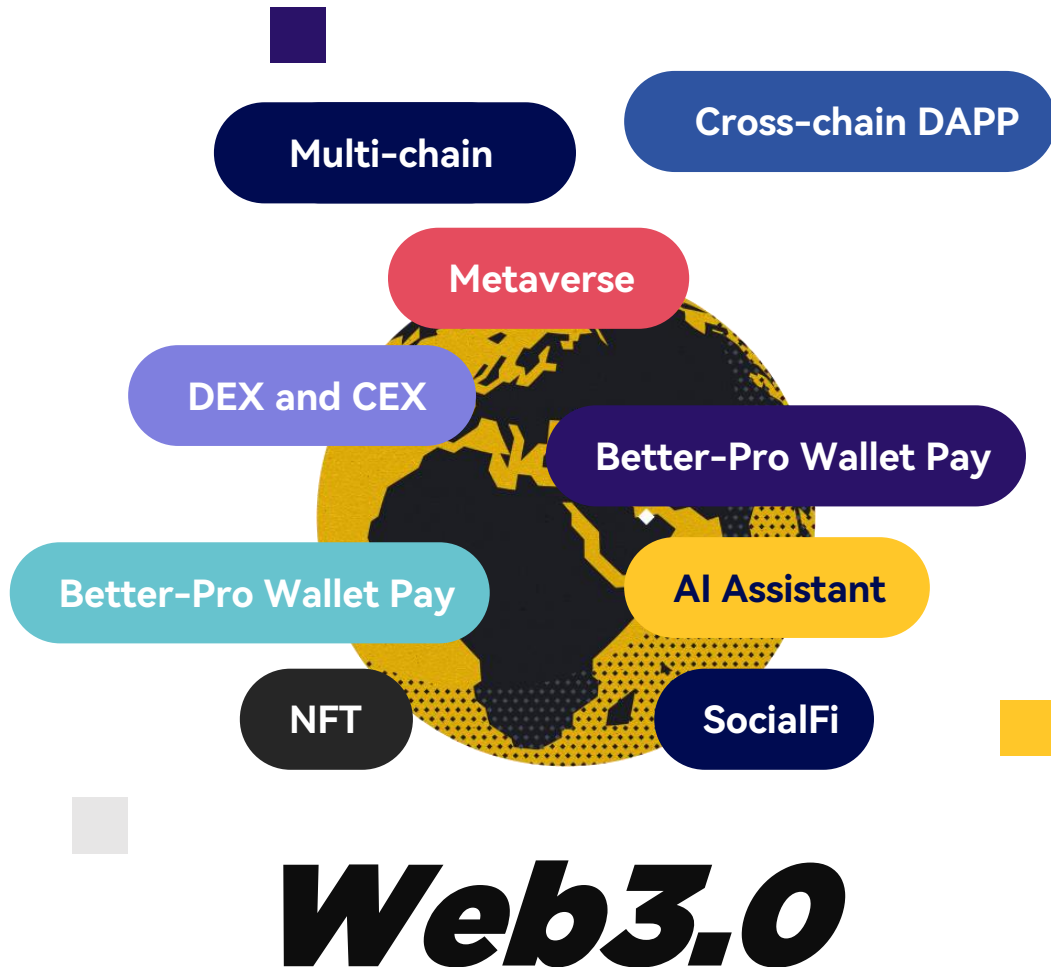 Multi-chain
Cross-chain DAPP
Metaverse
DEX and CEX
Better-Pro Wallet Pay
Better-Pro Wallet Pay
AI Assistant
NFT
SocialFi
Web3.0